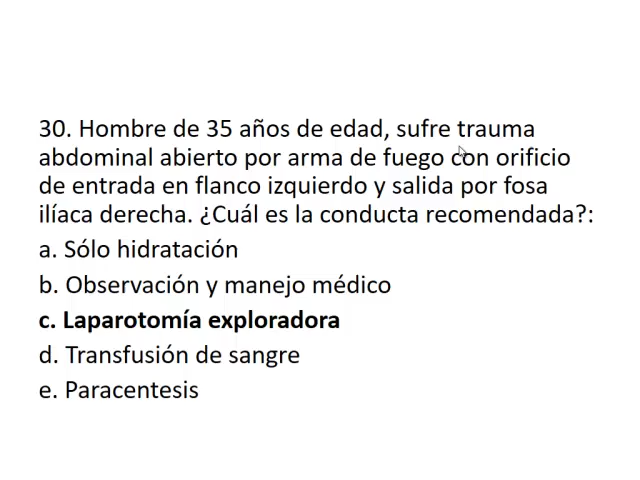 30. Hombre de 35 años de edad, sufre trauma
abdominal abierto por arma de fuego con orificio
de entrada en flanco izquierdo y salida por fosa
ilíaca derecha. ¿Cuál es la conducta recomendada?:
a. Sólo hidratación
b. Observación y manejo médico
c. Laparotomía exploradora
d. Transfusión de sangre
e. Paracentesis